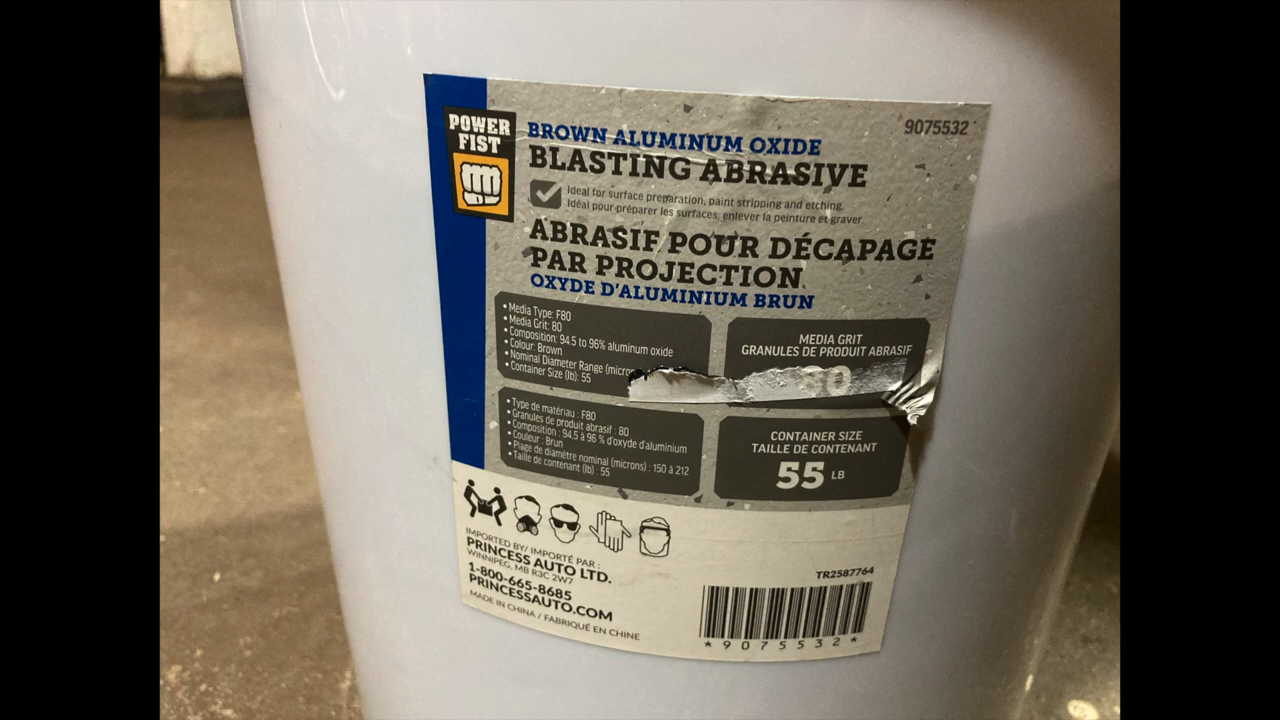 POWER
FIST
9075532
BROWN ALUMINUM OXIDE
BLASTING ABRASIVE
Ideal for surface preparation, paint stripping and etching.
Idéal pour préparer les surfaces, enlever la peinture et graver.
ABRASIF POUR DÉCAPAGE
PAR PROJECTION
OXYDE D'ALUMINIUM BRUN
• Media Type: F80
• Media Grit: 80
• Composition: 94.5 to 96% aluminum oxide
• Colour: Brown
• Nominal Diameter Range
• Container Size (lb): 55
MEDIA GRIT
GRANULES DE PRODUIT ABRASIF
80
• Type de matériau : F80
• Granules de produit abrasif : 80
• Composition : 94,5 à 96 % d'oxyde d'aluminium
• Couleur : Brun
• Plage de diamètre nominal (microns) : 150 à 212
• Taille de contenant (lb) : 55
CONTAINER SIZE
TAILLE DE CONTENANT
55 LB
IMPORTED BY/ IMPORTÉ PAR :
PRINCESS AUTO LTD.
WINNIPEG, MB R3C 2W7
1-800-665-8685
PRINCESSAUTO.COM
MADE IN CHINA / FABRIQUÉ EN CHINE
TR2587764
*9075532*